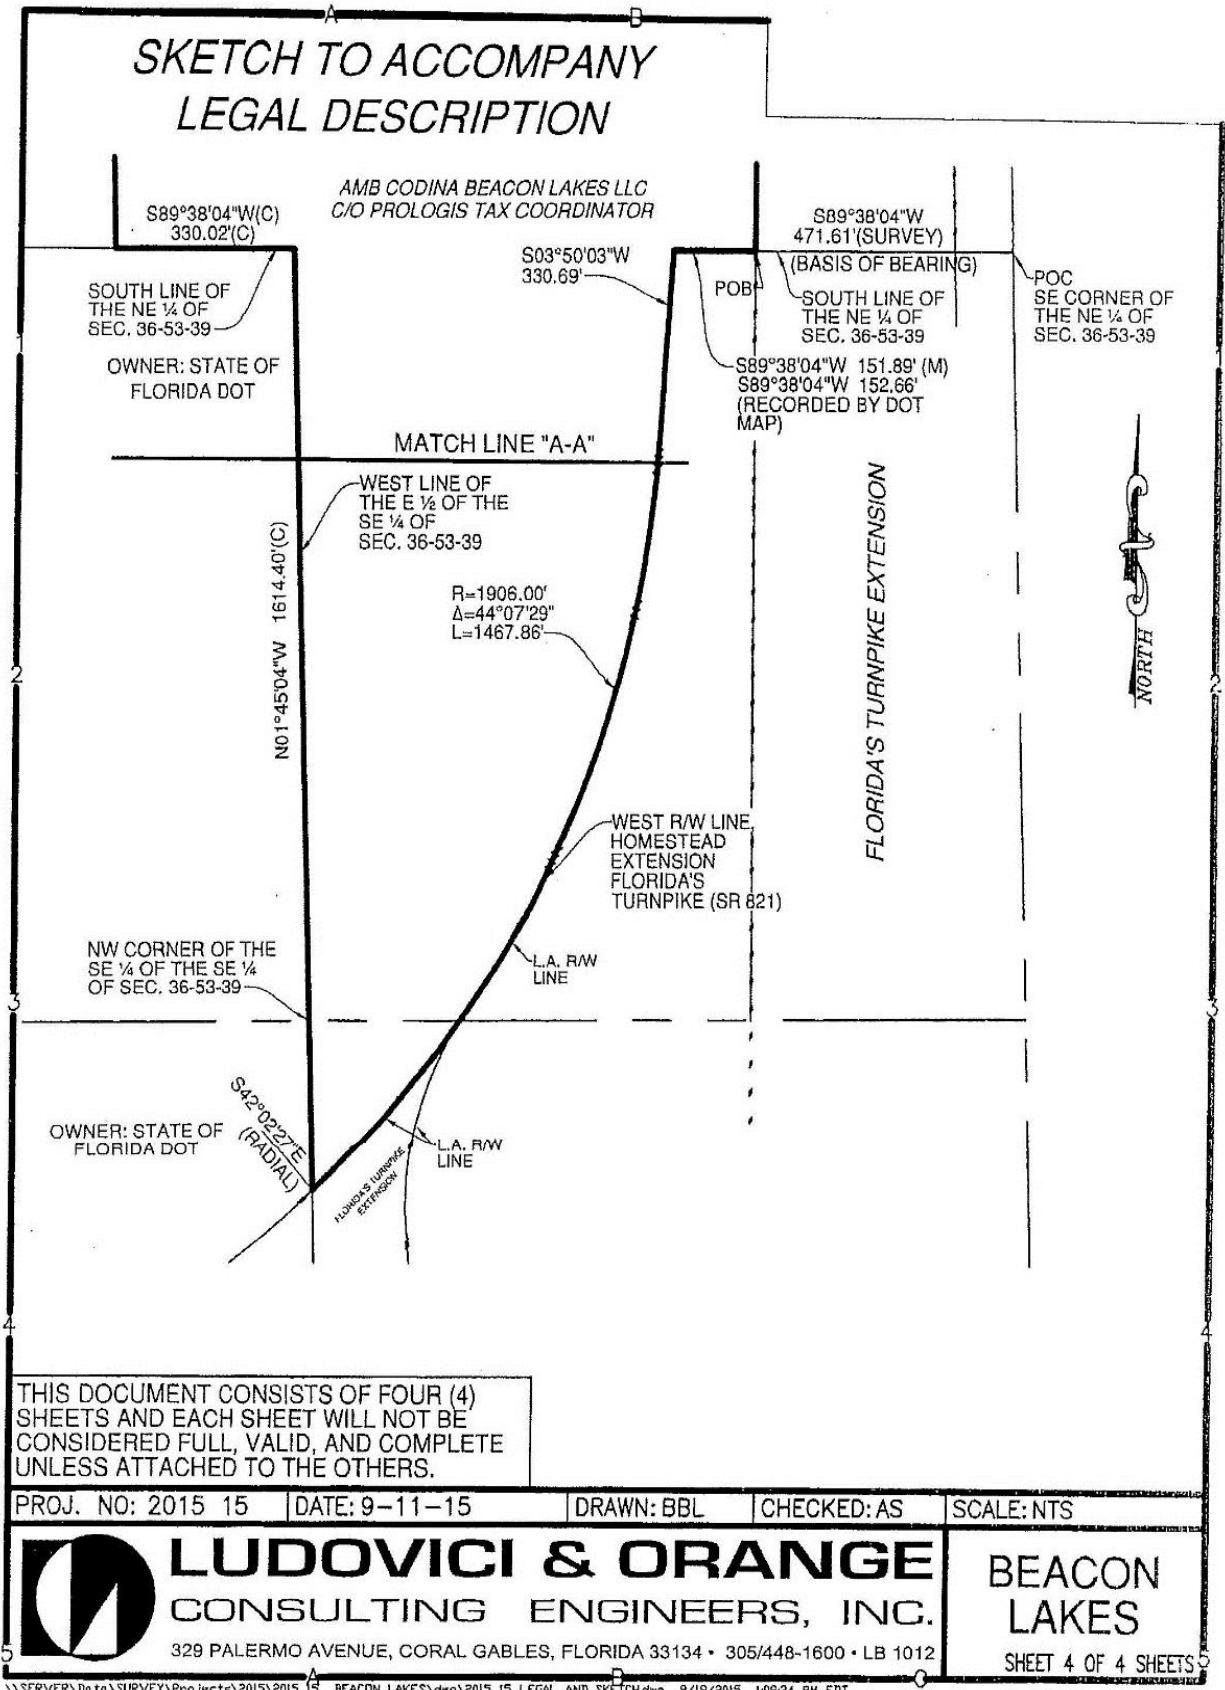 A B
SKETCH TO ACCOMPANY
LEGAL DESCRIPTION
AMB CODINA BEACON LAKES LLC
C/O PROLOGIS TAX COORDINATOR
S89°38'04"W(C)
330.02'(C)
S03°50'03"W
330.69'
S89°38'04"W
471.61'(SURVEY)
(BASIS OF BEARING)
POB
POC
SE CORNER OF
THE NE ¼ OF
SEC. 36-53-39
SOUTH LINE OF
THE NE ¼ OF
SEC. 36-53-39
SOUTH LINE OF
THE NE ¼ OF
SEC. 36-53-39
OWNER: STATE OF
FLORIDA DOT
S89°38'04"W 151.89' (M)
S89°38'04"W 152.66'
(RECORDED BY DOT
MAP)
MATCH LINE "A-A"
WEST LINE OF
THE E ½ OF THE
SE ¼ OF
SEC. 36-53-39
N01°45'04"W 1614.40'(C)
R=1906.00'
Δ=44°07'29"
L=1467.86'
FLORIDA'S TURNPIKE EXTENSION
NORTH
1
2
2
WEST R/W LINE,
HOMESTEAD
EXTENSION
FLORIDA'S
TURNPIKE (SR 821)
L.A. R/W
LINE
NW CORNER OF THE
SE ¼ OF THE SE ¼
OF SEC. 36-53-39
3
3
S42°02'27"E
(RADIAL)
OWNER: STATE OF
FLORIDA DOT
L.A. R/W
LINE
FLORIDA'S TURNPIKE
EXTENSION
4
4
THIS DOCUMENT CONSISTS OF FOUR (4)
SHEETS AND EACH SHEET WILL NOT BE
CONSIDERED FULL, VALID, AND COMPLETE
UNLESS ATTACHED TO THE OTHERS.
PROJ. NO: 2015 15 DATE: 9-11-15 DRAWN: BBL CHECKED: AS SCALE: NTS
LUDOVICI & ORANGE
CONSULTING ENGINEERS, INC.
329 PALERMO AVENUE, CORAL GABLES, FLORIDA 33134 • 305/448-1600 • LB 1012
BEACON
LAKES
SHEET 4 OF 4 SHEETS
5
5
A B C